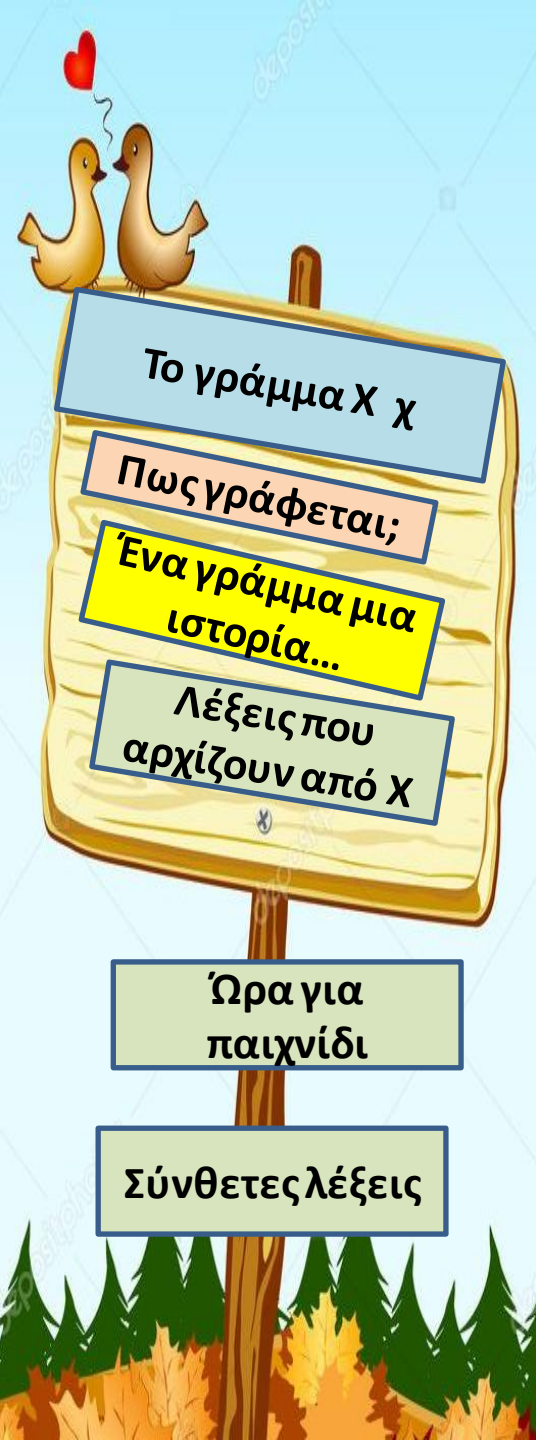 Το γράμμα Χ χ
Πως γράφεται;
Ένα γράμμα μια
ιστορία...
Λέξεις που
αρχίζουν από Χ
Ώρα για
παιχνίδι
Σύνθετες λέξεις